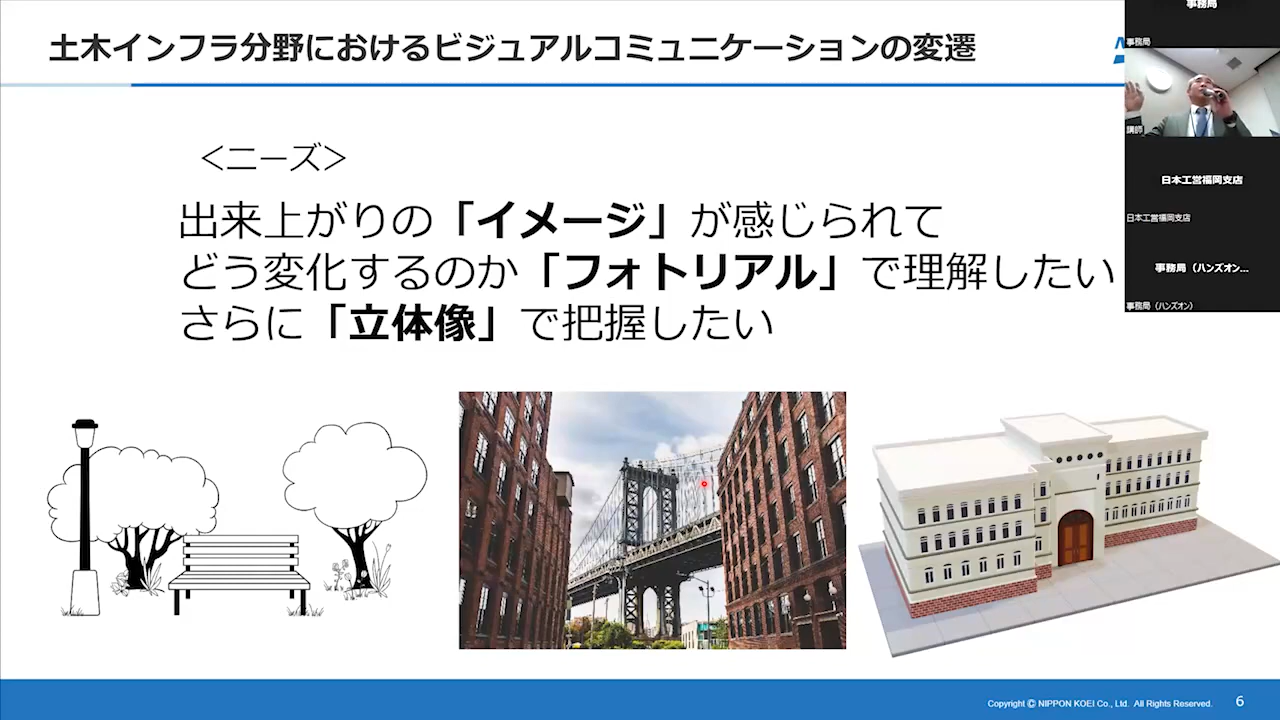 土木インフラ分野におけるビジュアルコミュニケーションの変遷
＜ニーズ＞
出来上がりの「イメージ」が感じられて
どう変化するのか「フォトリアル」で理解したい
さらに「立体像」で把握したい
事務局
事務局
講師
日本工営福岡支店
日本工営福岡支店
事務局（ハンズオン...
事務局（ハンズオン）
Copyright © NIPPON KOEI Co., Ltd. All Rights Reserved.
6